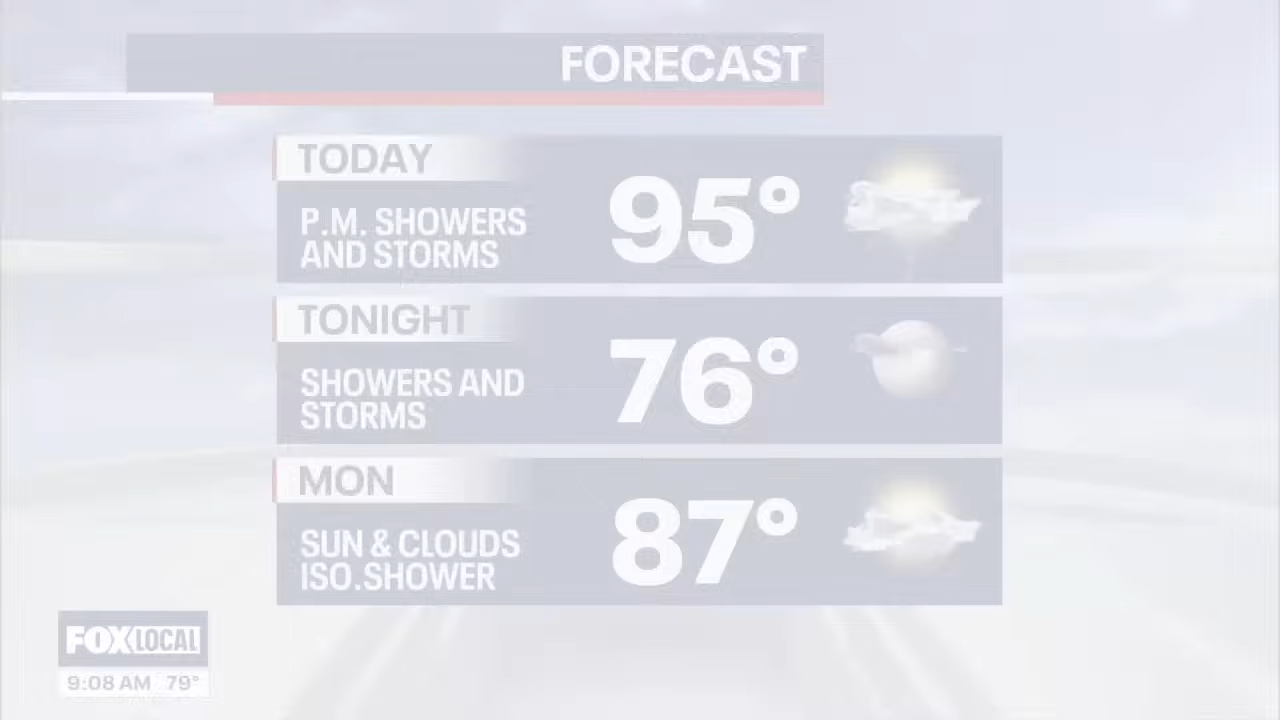 FORECAST
TODAY
P.M. SHOWERS
AND STORMS
95°
TONIGHT
SHOWERS AND
STORMS
76°
MON
SUN & CLOUDS
ISO.SHOWER
87°
FOX LOCAL
9:08 AM 79°